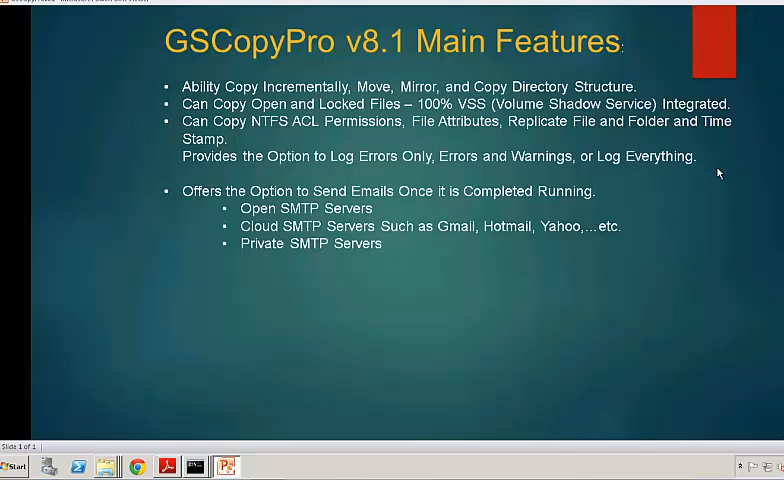 GSCopyPro v8.1 Main Features:
• Ability Copy Incrementally, Move, Mirror, and Copy Directory Structure.
• Can Copy Open and Locked Files – 100% VSS (Volume Shadow Service) Integrated.
• Can Copy NTFS ACL Permissions, File Attributes, Replicate File and Folder and Time
Stamp.
Provides the Option to Log Errors Only, Errors and Warnings, or Log Everything.
• Offers the Option to Send Emails Once it is Completed Running.
• Open SMTP Servers
• Cloud SMTP Servers Such as Gmail, Hotmail, Yahoo,...etc.
• Private SMTP Servers
Slide 1 of 1
Start